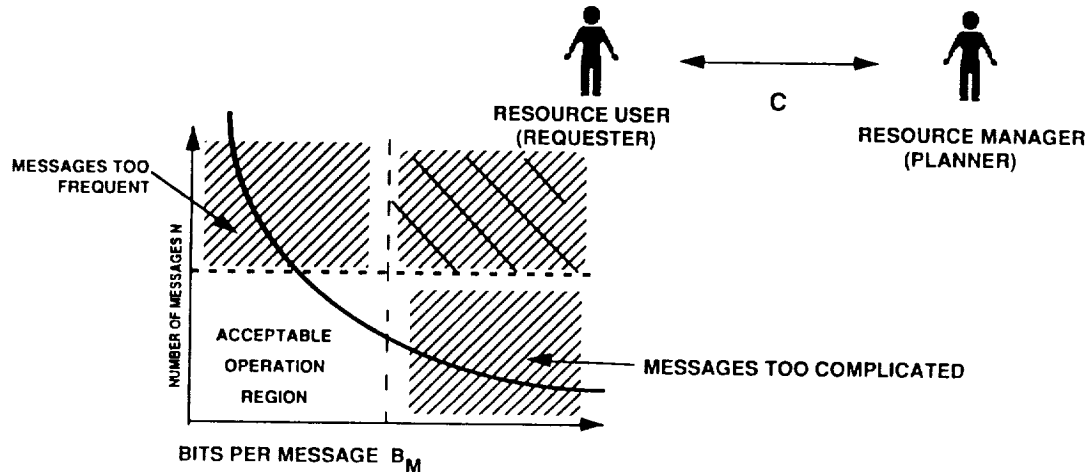 RESOURCE USER
(REQUESTER)
C
RESOURCE MANAGER
(PLANNER)
MESSAGES TOO
FREQUENT
NUMBER OF MESSAGES N
ACCEPTABLE
OPERATION
REGION
MESSAGES TOO COMPLICATED
BITS PER MESSAGE B_M